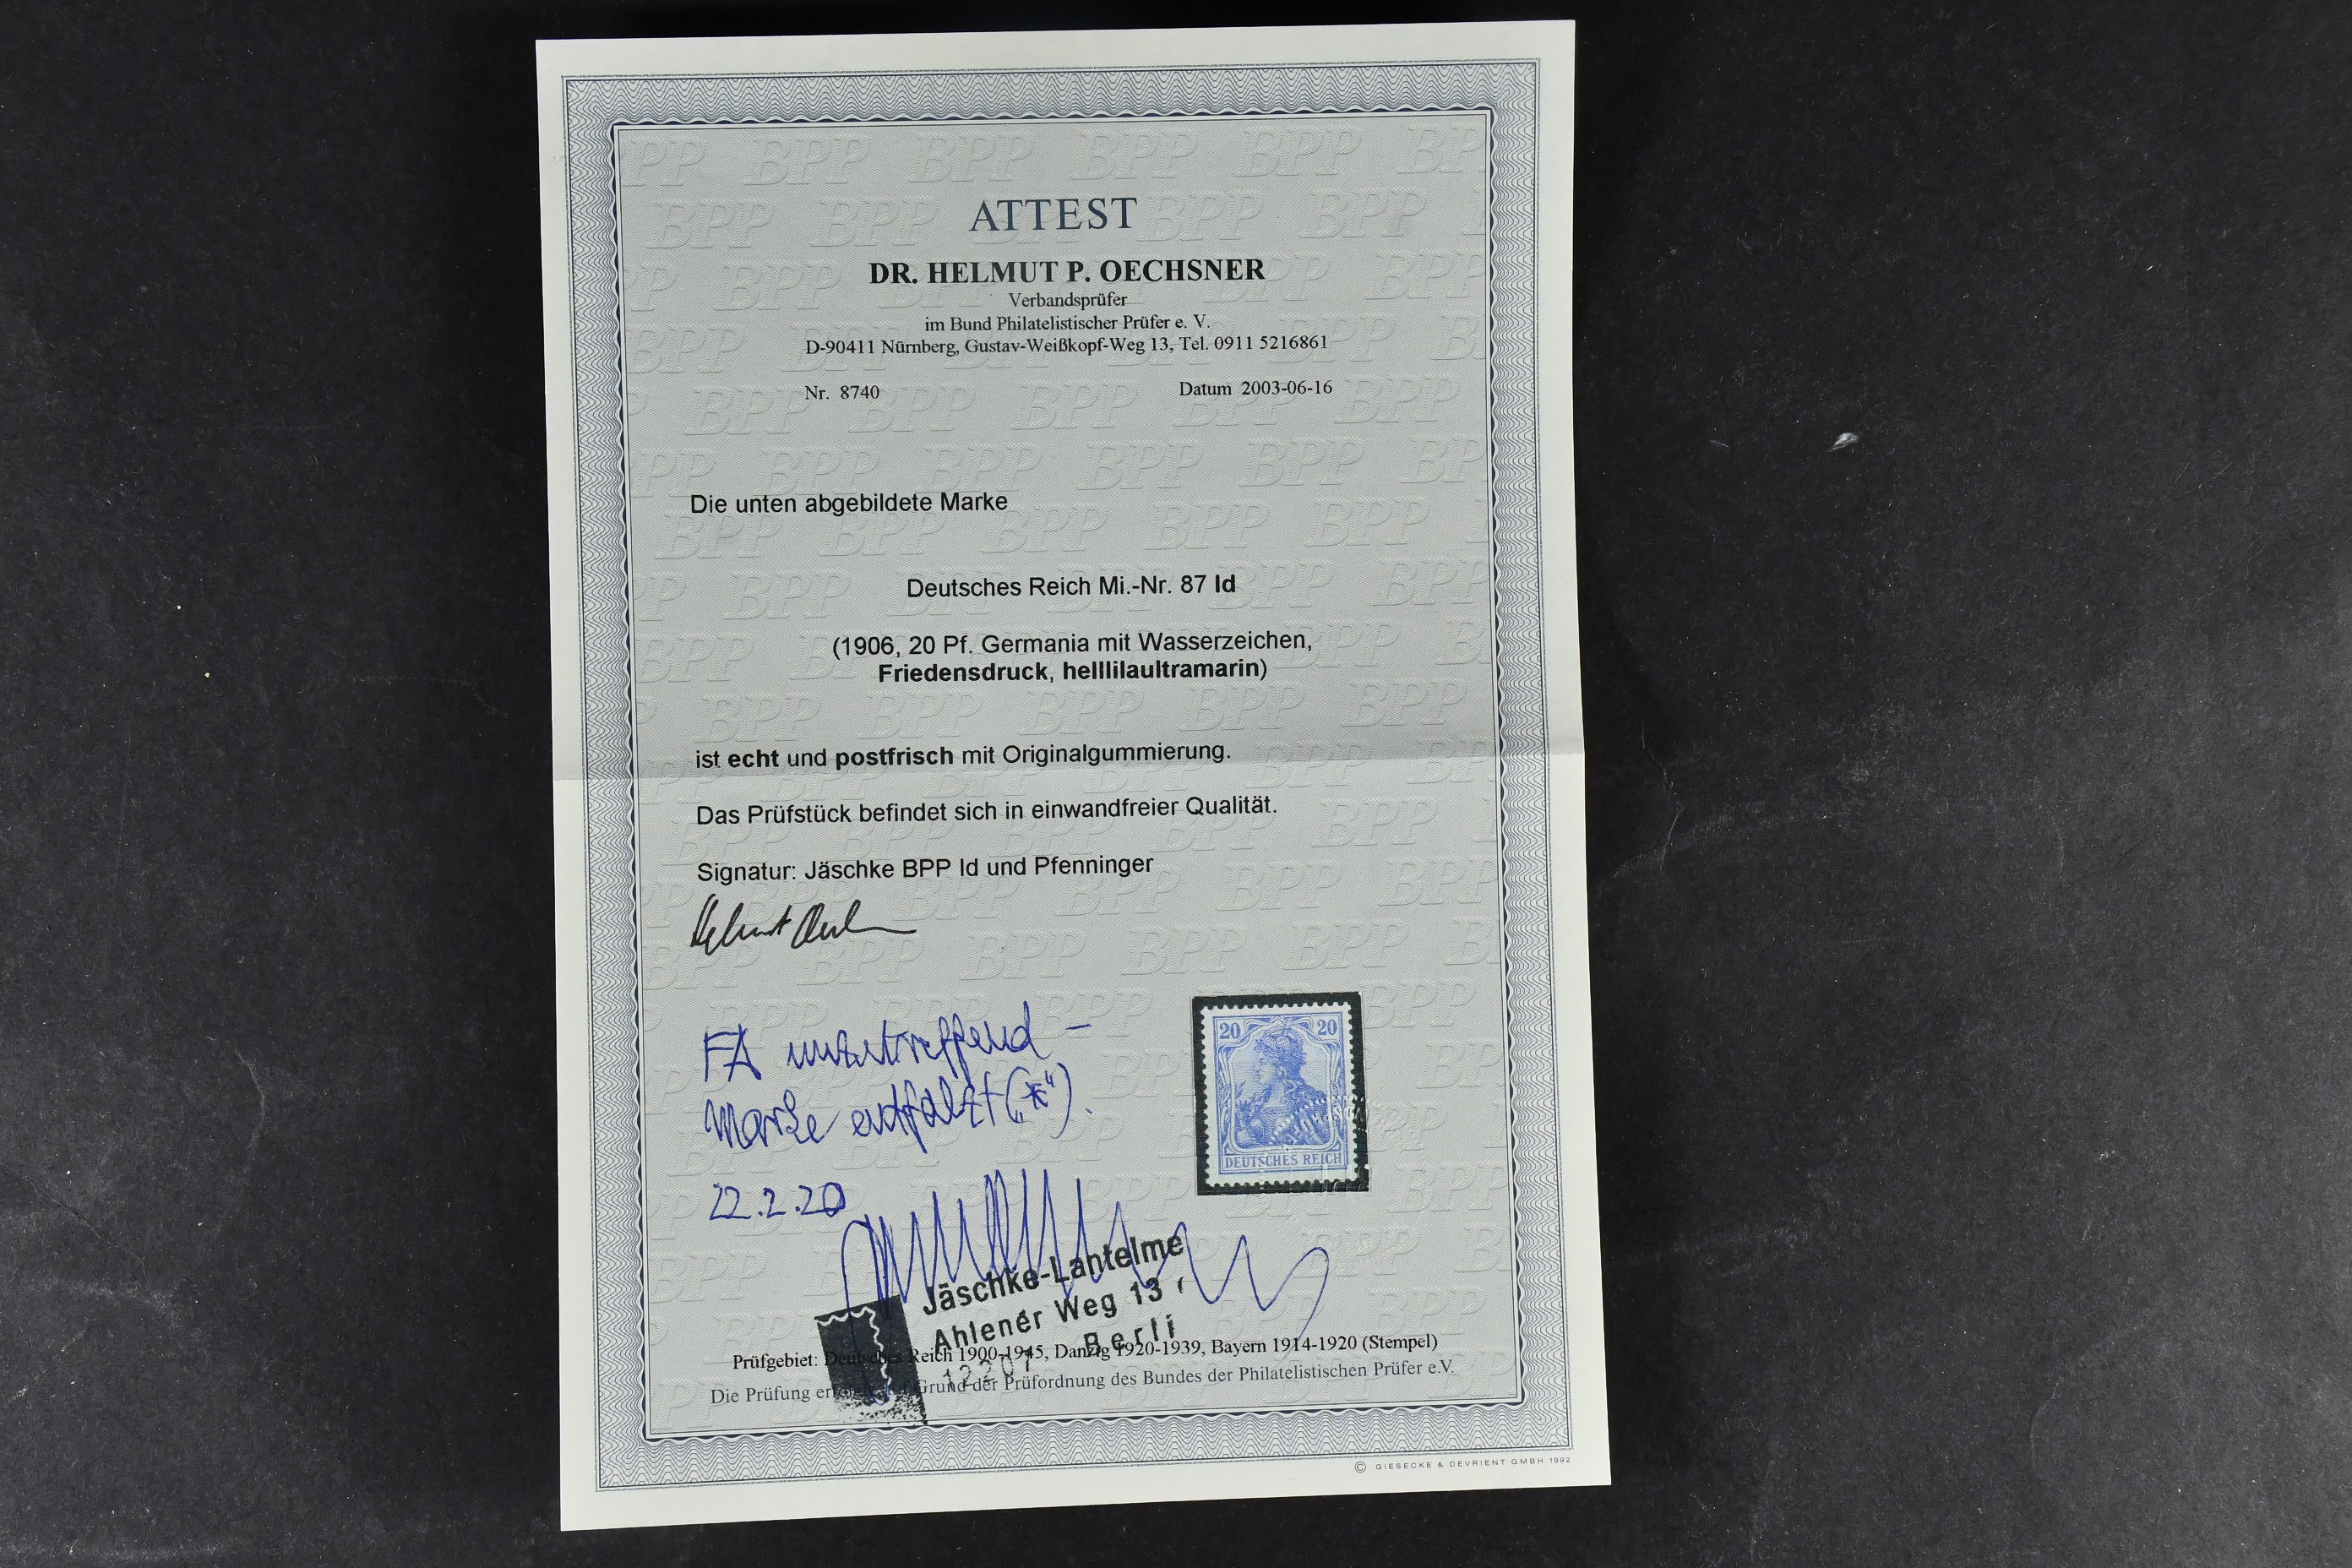 ATTEST
DR. HELMUT P. OECHSNER
Verbandsprüfer
im Bund Philatelistischer Prüfer e. V.
D-90411 Nürnberg, Gustav-Weißkopf-Weg 13, Tel. 0911 5216861
Nr. 8740 Datum 2003-06-16
Die unten abgebildete Marke
Deutsches Reich Mi.-Nr. 87 Id
(1906, 20 Pf. Germania mit Wasserzeichen,
Friedensdruck, helllilaultramarin)
ist echt und postfrisch mit Originalgummierung.
Das Prüfstück befindet sich in einwandfreier Qualität.
Signatur: Jäschke BPP Id und Pfenninger
FA unzutreffend –
Marke entfalzt („*“).
22.2.20
20 20
DEUTSCHES REICH
Jäschke-Lantelme
Ahlener Weg 13
12207 Berli
Prüfgebiet: Deutsches Reich 1900-1945, Danzig 1920-1939, Bayern 1914-1920 (Stempel)
Die Prüfung Grund der Prüfordnung des Bundes der Philatelistischen Prüfer e.V.
© GIESECKE & DEVRIENT GMBH 1992